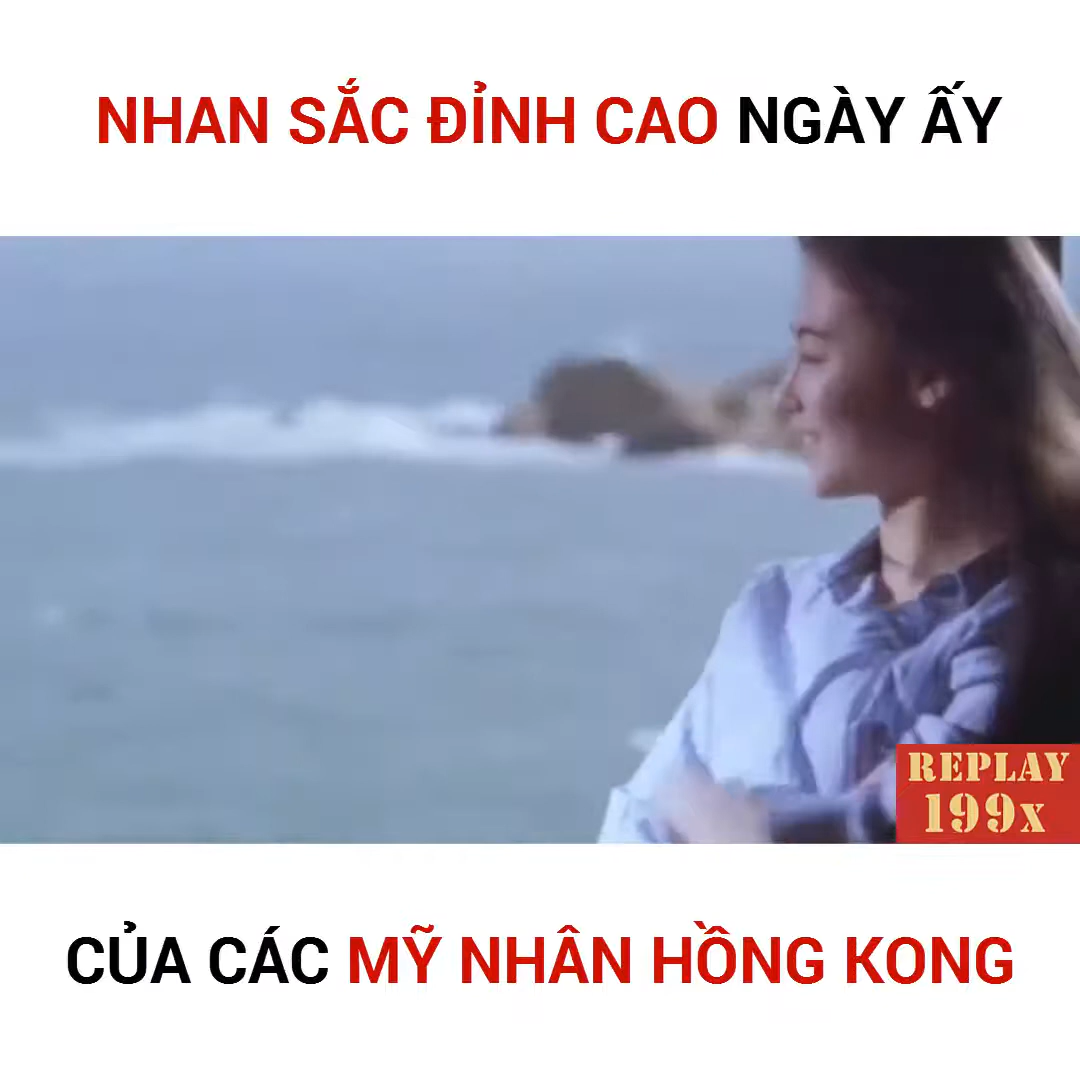 NHAN SẮC ĐỈNH CAO NGÀY ẤY
REPLAY
199x
CỦA CÁC MỸ NHÂN HỒNG KONG